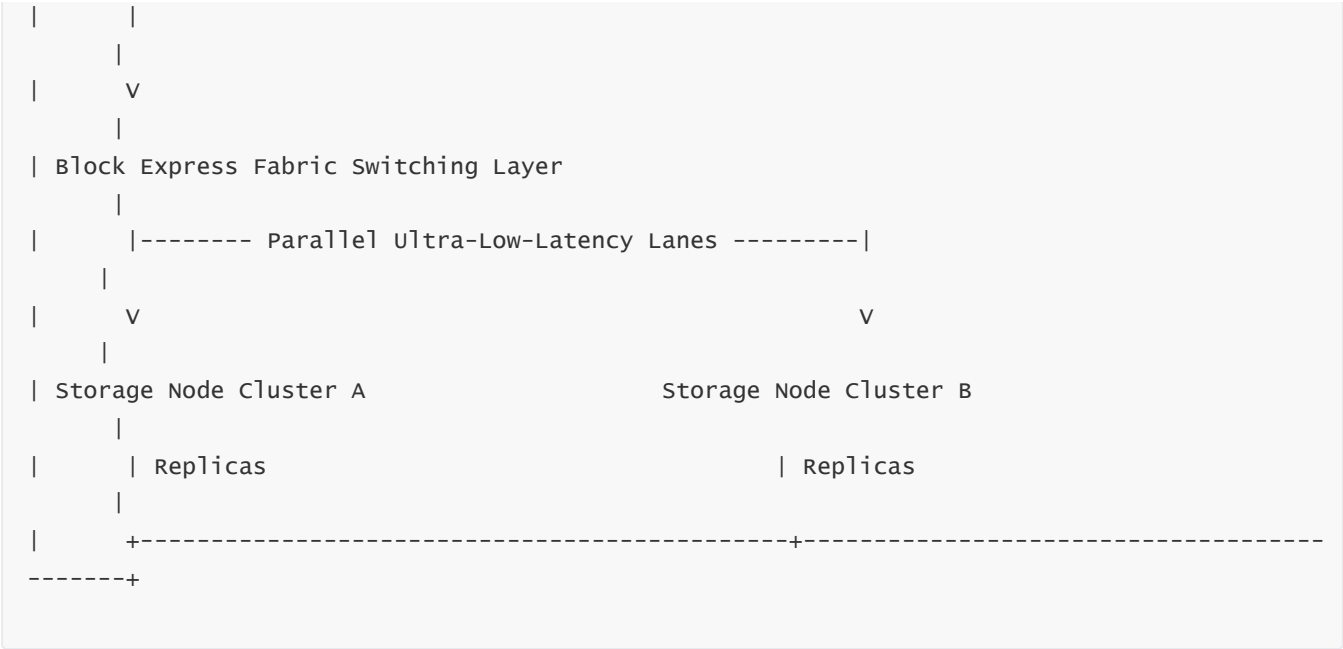 |      |
      |
|      V
      |
| Block Express Fabric Switching Layer
      |
|      |-------- Parallel Ultra-Low-Latency Lanes ---------|
     |
|      V                                                   V
     |
| Storage Node Cluster A                     Storage Node Cluster B
      |
|      | Replicas                                    | Replicas
      |
|      +----------------------------------------------+-------------------------------------
-------+